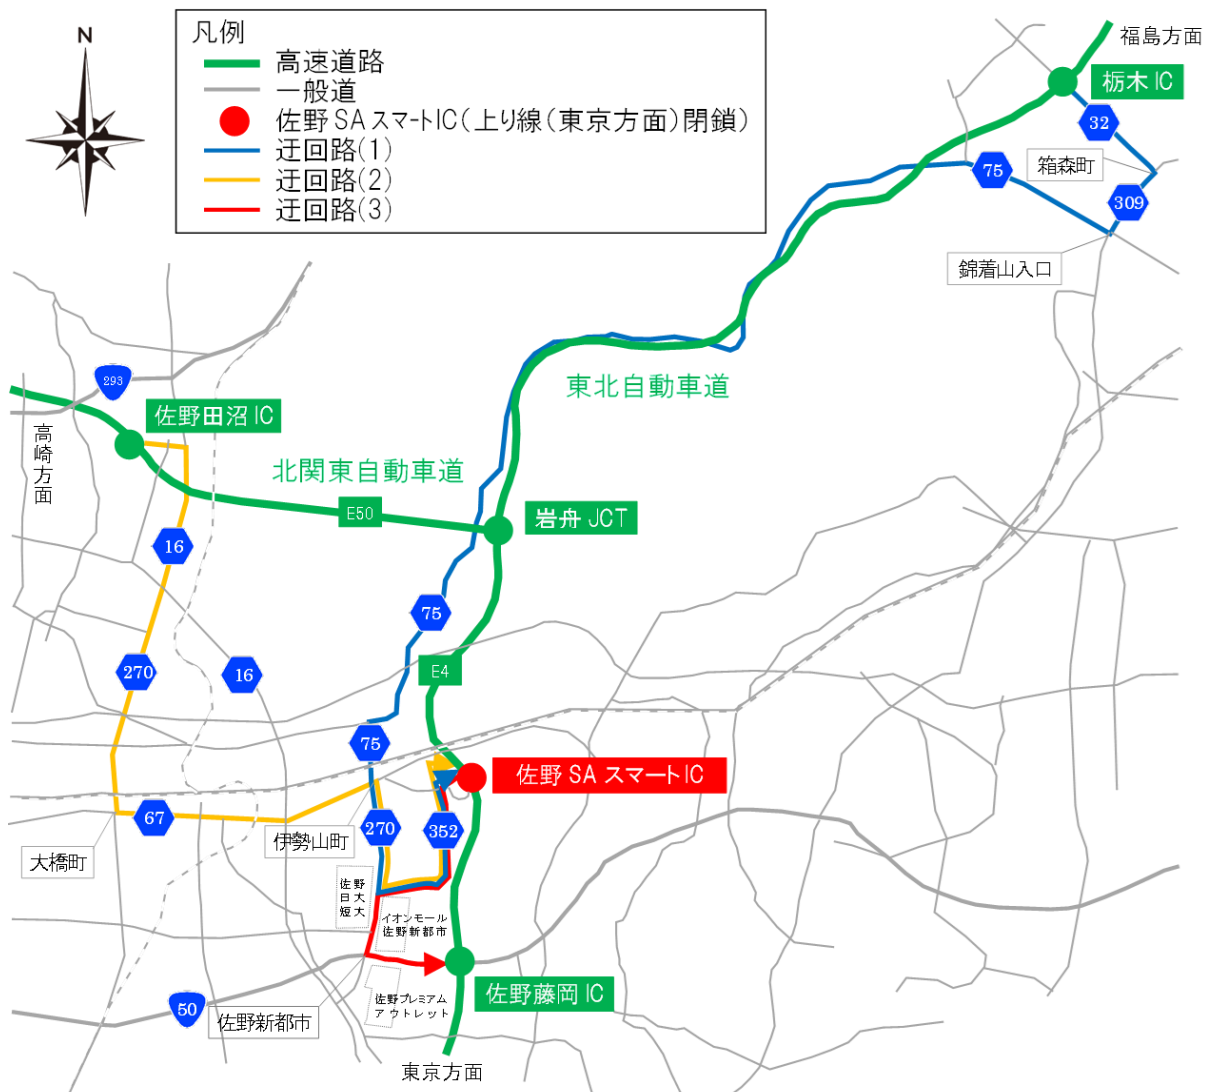 N
凡例
高速道路
一般道
佐野SAスマートIC(上り線(東京方面)閉鎖)
迂回路(1)
迂回路(2)
迂回路(3)
福島方面
栃木IC
32
箱森町
75
309
錦着山入口
東北自動車道
293
佐野田沼IC
高崎方面
北関東自動車道
E50
岩舟JCT
16
75
270
16
E4
75
佐野SAスマートIC
67
伊勢山町
270
352
大橋町
佐野
日大
短大
イオンモール
佐野新都市
佐野藤岡IC
50
佐野新都市
佐野プレミアム
アウトレット
東京方面